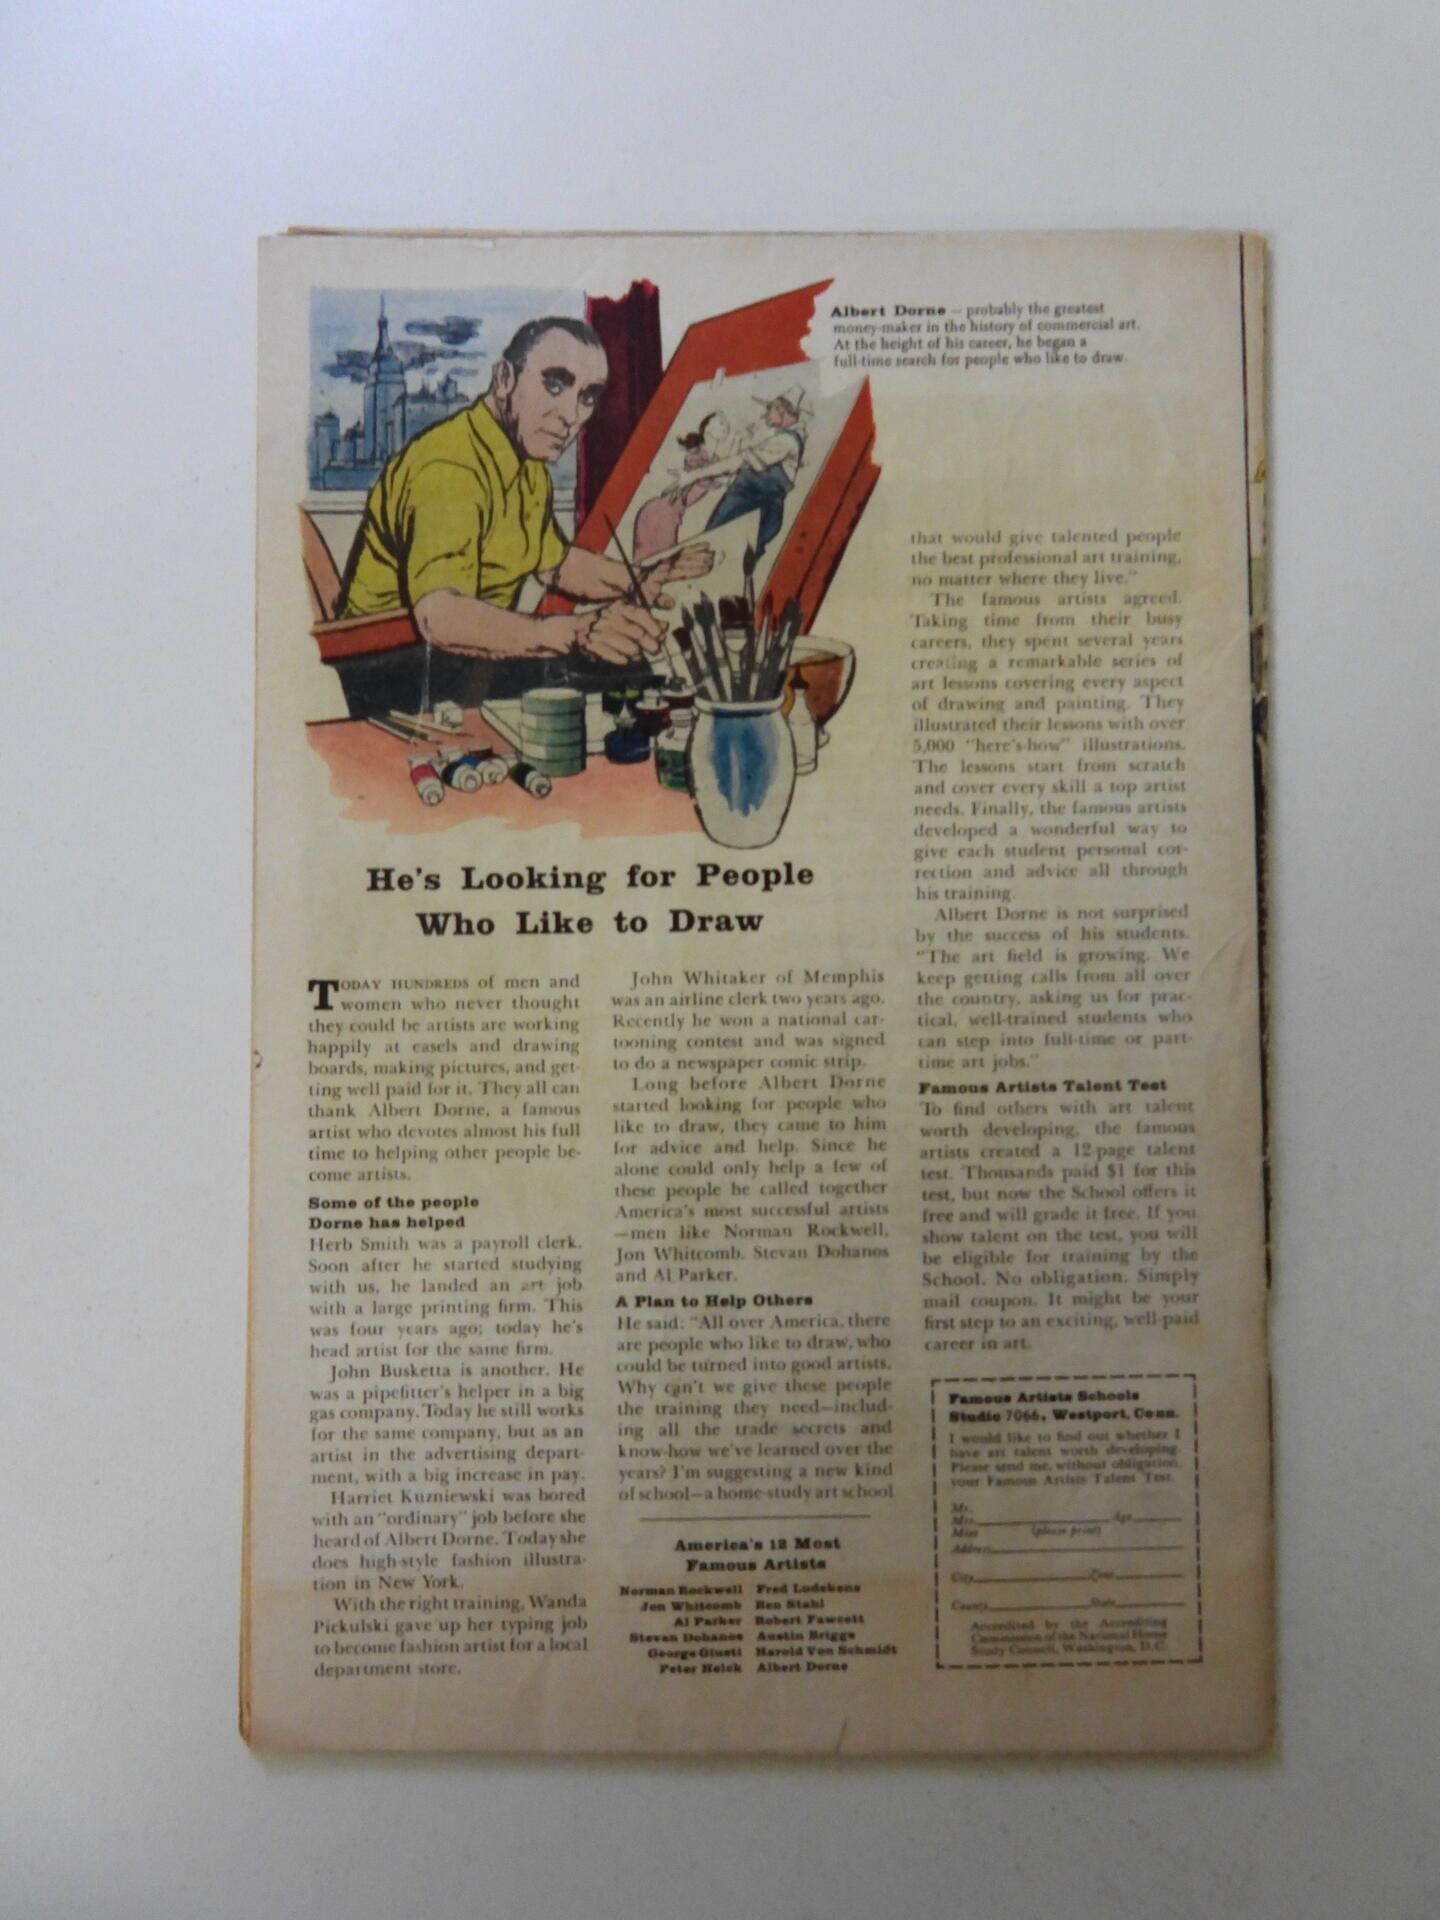 Albert Dorne — probably the greatest
money-maker in the history of commercial art.
At the height of his career, he began a
full-time search for people who like to draw.
He's Looking for People
Who Like to Draw
TODAY HUNDREDS of men and
women who never thought
they could be artists are working
happily at easels and drawing
boards, making pictures, and get-
ting well paid for it. They all can
thank Albert Dorne, a famous
artist who devotes almost his full
time to helping other people be-
come artists.
Some of the people
Dorne has helped
Herb Smith was a payroll clerk.
Soon after he started studying
with us, he landed an art job
with a large printing firm. This
was four years ago; today he's
head artist for the same firm.
John Busketta is another. He
was a pipefitter's helper in a big
gas company. Today he still works
for the same company, but as an
artist in the advertising depart-
ment, with a big increase in pay.
Harriet Kuzniewski was bored
with an "ordinary" job before she
heard of Albert Dorne. Today she
does high-style fashion illustra-
tion in New York.
With the right training, Wanda
Pickulski gave up her typing job
to become fashion artist for a local
department store.
John Whitaker of Memphis
was an airline clerk two years ago.
Recently he won a national car-
tooning contest and was signed
to do a newspaper comic strip.
Long before Albert Dorne
started looking for people who
like to draw, they came to him
for advice and help. Since he
alone could only help a few of
these people he called together
America's most successful artists
—men like Norman Rockwell,
Jon Whitcomb, Stevan Dohanos
and Al Parker.
A Plan to Help Others
He said: "All over America, there
are people who like to draw, who
could be turned into good artists.
Why can't we give these people
the training they need—includ-
ing all the trade secrets and
know-how we've learned over the
years? I'm suggesting a new kind
of school—a home-study art school
America's 12 Most
Famous Artists
Norman Rockwell Fred Ludekens
Jon Whitcomb Ben Stahl
Al Parker Robert Fawcett
Stevan Dohanos Austin Briggs
George Giusti Harold Von Schmidt
Peter Helck Albert Dorne
that would give talented people
the best professional art training,
no matter where they live."
The famous artists agreed.
Taking time from their busy
careers, they spent several years
creating a remarkable series of
art lessons covering every aspect
of drawing and painting. They
illustrated their lessons with over
5,000 "here's-how" illustrations.
The lessons start from scratch
and cover every skill a top artist
needs. Finally, the famous artists
developed a wonderful way to
give each student personal cor-
rection and advice all through
his training.
Albert Dorne is not surprised
by the success of his students.
"The art field is growing. We
keep getting calls from all over
the country, asking us for prac-
tical, well-trained students who
can step into full-time or part-
time art jobs."
Famous Artists Talent Test
To find others with art talent
worth developing, the famous
artists created a 12-page talent
test. Thousands paid $1 for this
test, but now the School offers it
free and will grade it free. If you
show talent on the test, you will
be eligible for training by the
School. No obligation. Simply
mail coupon. It might be your
first step to an exciting, well-paid
career in art.
Famous Artists Schools
Studio 7066, Westport, Conn.
I would like to find out whether I
have art talent worth developing.
Please send me, without obligation,
your Famous Artists Talent Test.
Mr.
Mrs. Age
Miss (please print)
Address
City Zone
County State
Accredited by the Accrediting
Commission of the National Home
Study Council, Washington, D.C.